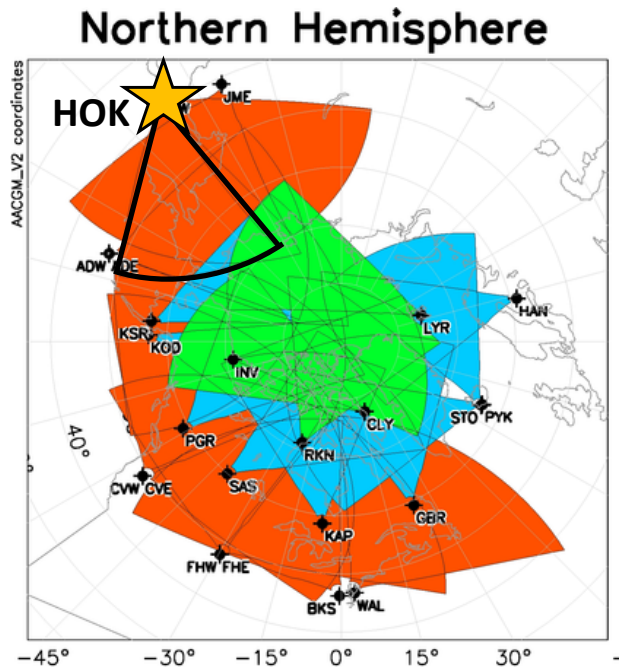 Northern Hemisphere
AACGM_V2 coordinates
HOK
JME
ADW ADE
HAN
KSR
LYR
KOD
INV
STO PYK
CLY
PGR
RKN
40°
CVW CVE
SAS
GBR
KAP
FHW FHE
BKS
WAL
-45°
-30°
-15°
0°
15°
30°